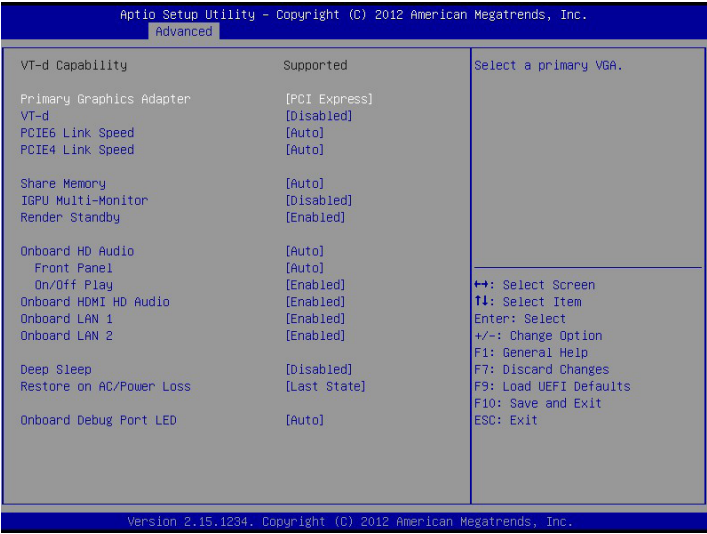 Aptio Setup Utility – Copyright (C) 2012 American Megatrends, Inc.
Advanced
VT-d Capability Supported
Primary Graphics Adapter [PCI Express]
VT-d [Disabled]
PCIE6 Link Speed [Auto]
PCIE4 Link Speed [Auto]
Share Memory [Auto]
IGPU Multi-Monitor [Disabled]
Render Standby [Enabled]
Onboard HD Audio [Auto]
Front Panel [Auto]
On/Off Play [Enabled]
Onboard HDMI HD Audio [Enabled]
Onboard LAN 1 [Enabled]
Onboard LAN 2 [Enabled]
Deep Sleep [Disabled]
Restore on AC/Power Loss [Last State]
Onboard Debug Port LED [Auto]
Select a primary VGA.
↔: Select Screen
↑↓: Select Item
Enter: Select
+/-: Change Option
F1: General Help
F7: Discard Changes
F9: Load UEFI Defaults
F10: Save and Exit
ESC: Exit
Version 2.15.1234. Copyright (C) 2012 American Megatrends, Inc.